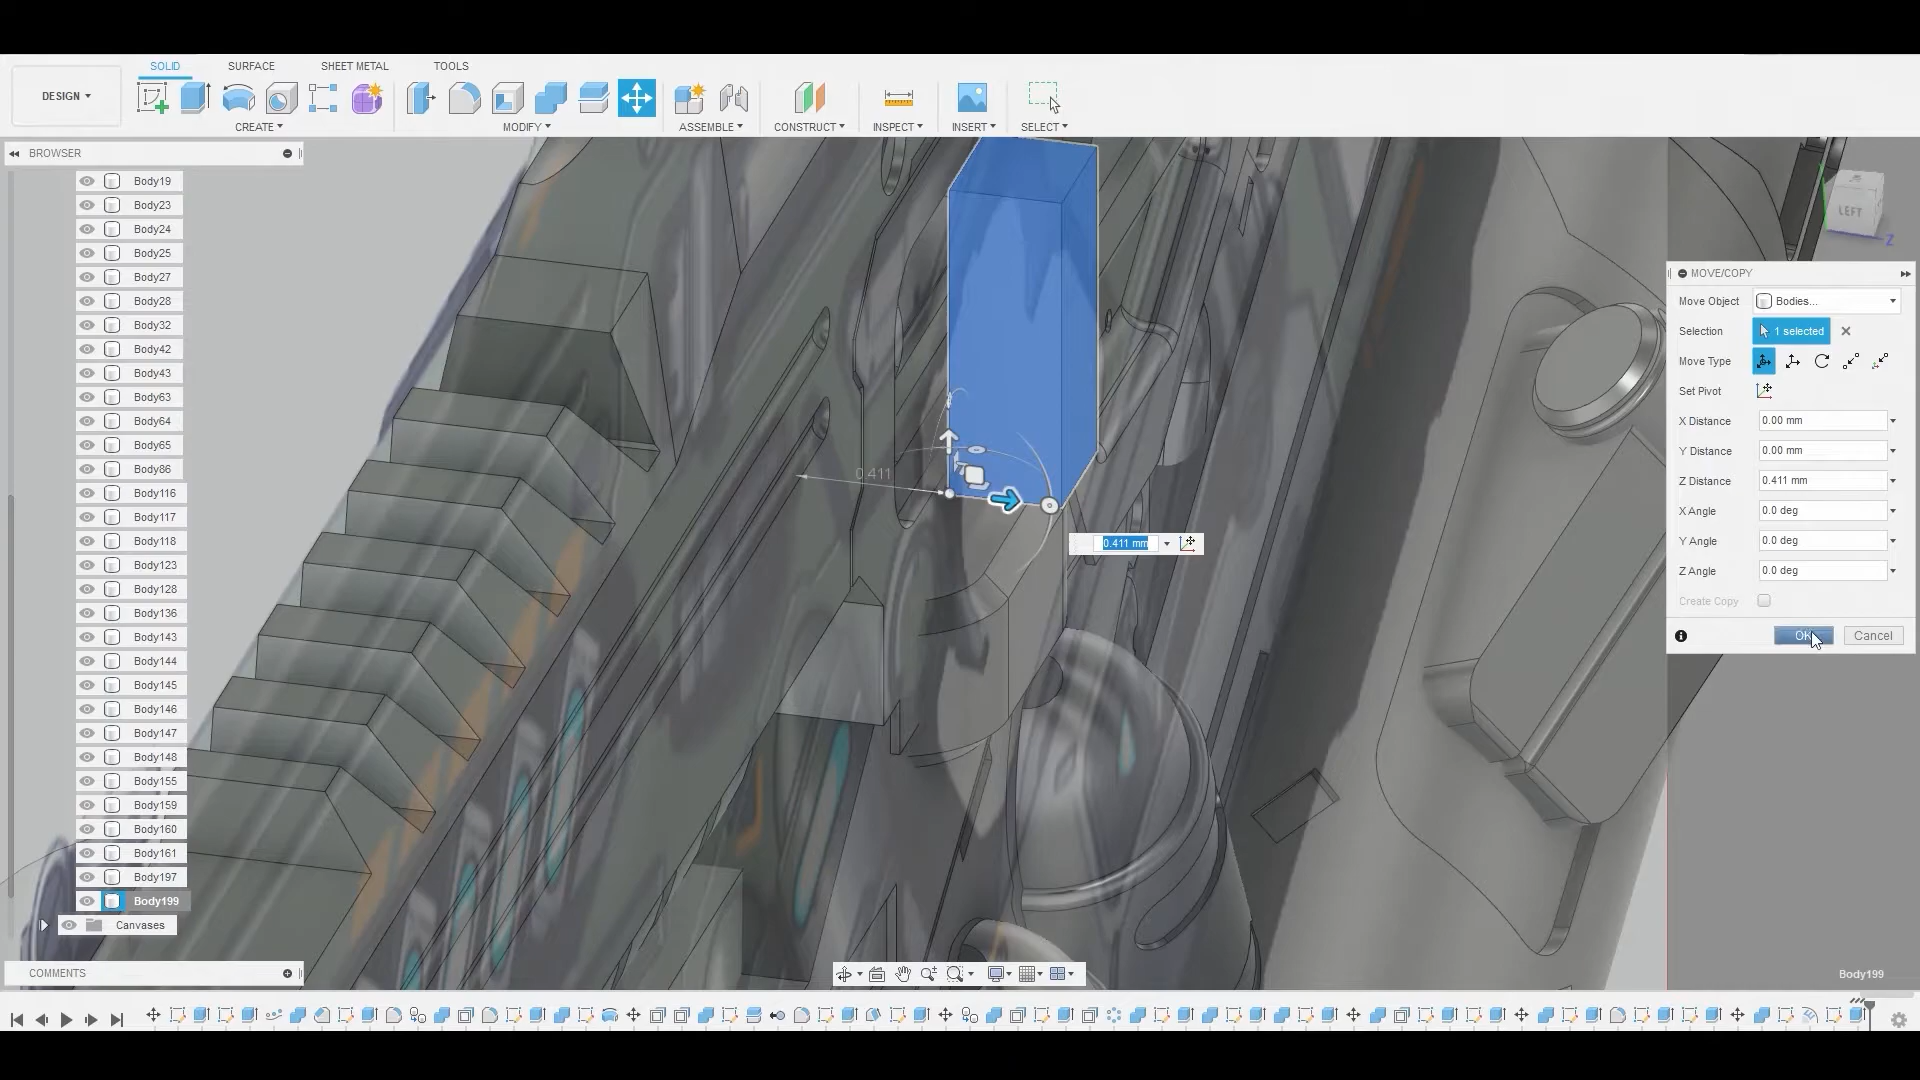 SOLID SURFACE SHEET METAL TOOLS
DESIGN
CREATE MODIFY ASSEMBLE CONSTRUCT INSPECT INSERT SELECT
BROWSER
Body19
Body23
Body24
Body25
Body27
Body28
Body32
Body42
Body43
Body63
Body64
Body65
Body86
Body116
Body117
Body118
Body123
Body128
Body136
Body143
Body144
Body145
Body146
Body147
Body148
Body155
Body159
Body160
Body161
Body197
Body199
Canvases
COMMENTS
0.411
0.411 mm
LEFT
Z
MOVE/COPY
Move Object Bodies...
Selection 1 selected
Move Type
Set Pivot
X Distance 0.00 mm
Y Distance 0.00 mm
Z Distance 0.411 mm
X Angle 0.0 deg
Y Angle 0.0 deg
Z Angle 0.0 deg
Create Copy
OK Cancel
Body199